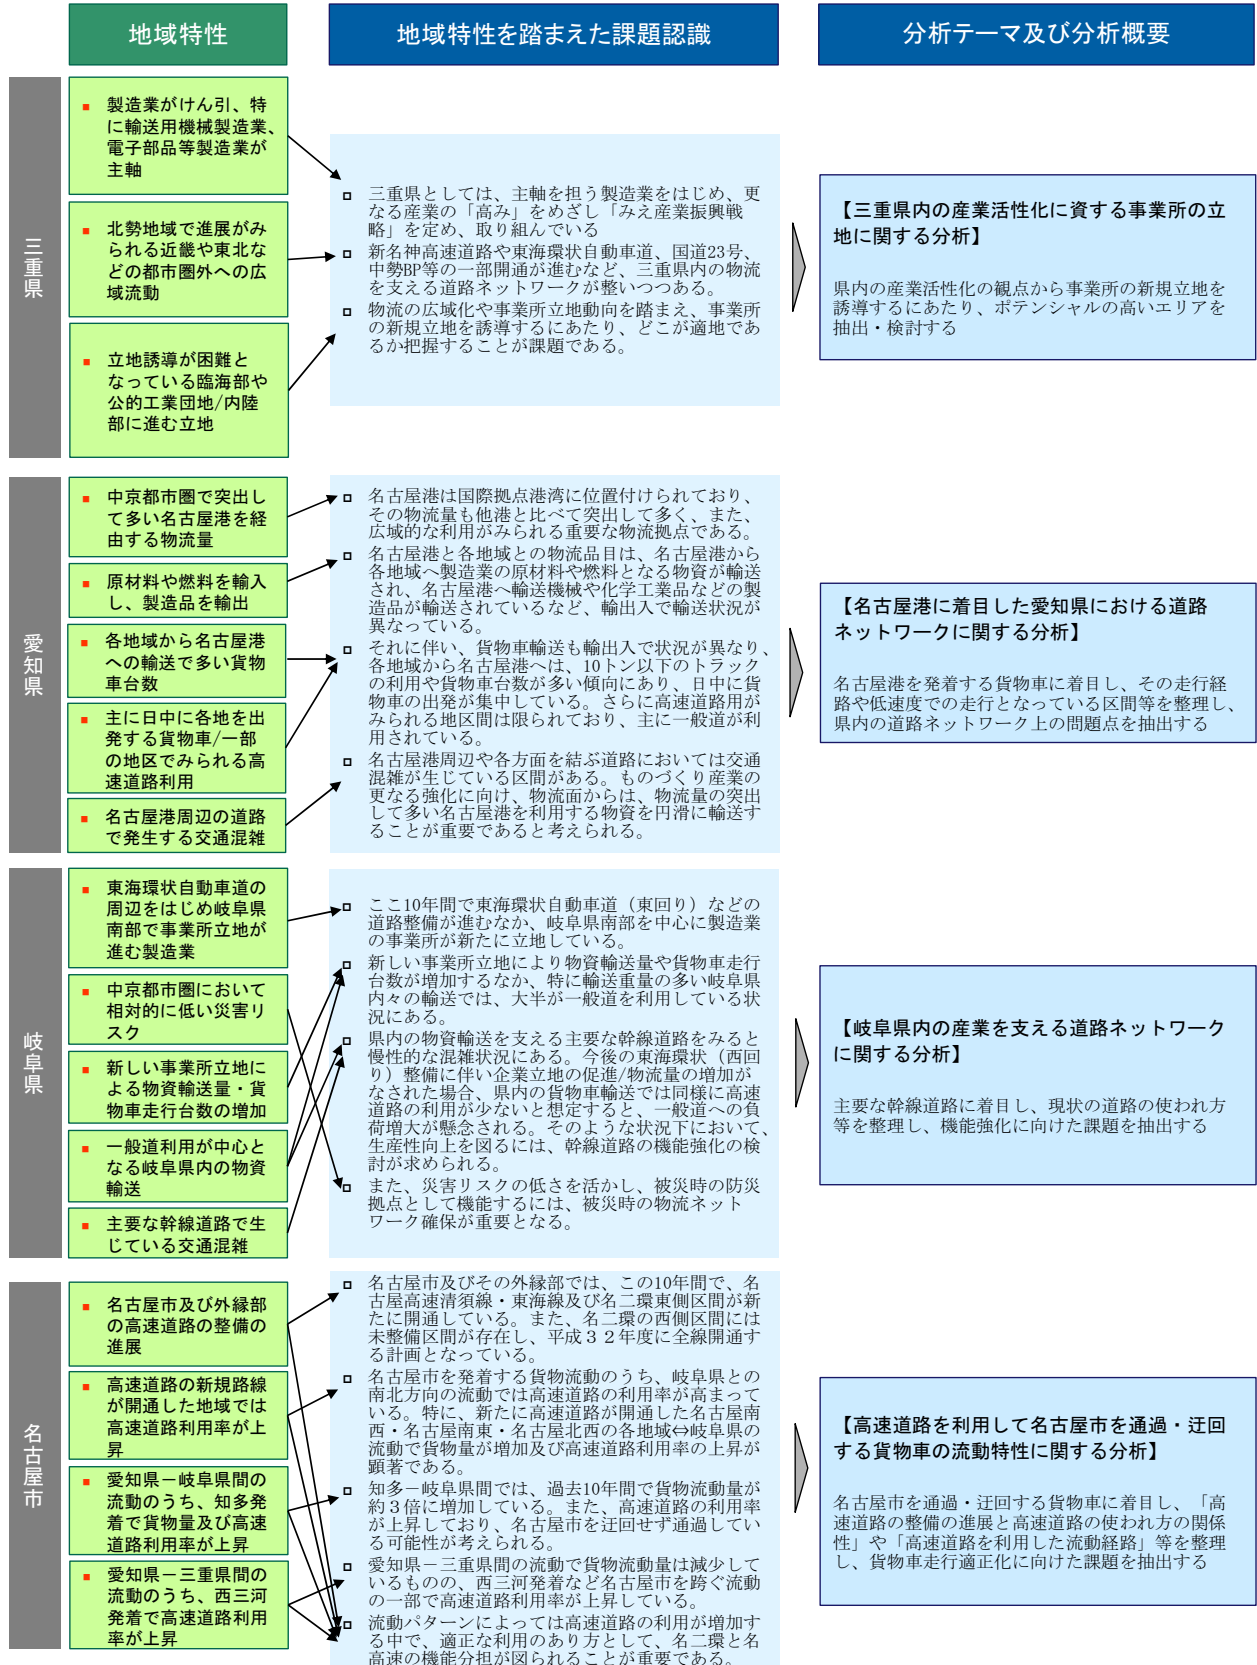 地域特性
地域特性を踏まえた課題認識
分析テーマ及び分析概要
三重県
製造業がけん引、特
に輸送用機械製造業、
電子部品等製造業が
主軸
北勢地域で進展がみ
られる近畿や東北な
どの都市圏外への広
域流動
立地誘導が困難と
なっている臨海部や
公的工業団地/内陸
部に進む立地
三重県としては、主軸を担う製造業をはじめ、更
なる産業の「高み」をめざし「みえ産業振興戦
略」を定め、取り組んでいる
新名神高速道路や東海環状自動車道、国道23号、
中勢BP等の一部開通が進むなど、三重県内の物流
を支える道路ネットワークが整いつつある。
物流の広域化や事業所立地動向を踏まえ、事業所
の新規立地を誘導するにあたり、どこが適地であ
るか把握することが課題である。
【三重県内の産業活性化に資する事業所の立
地に関する分析】
県内の産業活性化の観点から事業所の新規立地を
誘導するにあたり、ポテンシャルの高いエリアを
抽出・検討する
愛知県
中京都市圏で突出し
て多い名古屋港を経
由する物流量
原材料や燃料を輸入
し、製造品を輸出
各地域から名古屋港
への輸送で多い貨物
車台数
主に日中に各地を出
発する貨物車/一部
の地区でみられる高
速道路利用
名古屋港周辺の道路
で発生する交通混雑
名古屋港は国際拠点港湾に位置付けられており、
その物流量も他港と比べて突出して多く、また、
広域的な利用がみられる重要な物流拠点である。
名古屋港と各地域との物流品目は、名古屋港から
各地域へ製造業の原材料や燃料となる物資が輸送
され、名古屋港へ輸送機械や化学工業品などの製
造品が輸送されているなど、輸出入で輸送状況が
異なっている。
それに伴い、貨物車輸送も輸出入で状況が異なり、
各地域から名古屋港へは、10トン以下のトラック
の利用や貨物車台数が多い傾向にあり、日中に貨
物車の出発が集中している。さらに高速道路用が
みられる地区間は限られており、主に一般道が利
用されている。
名古屋港周辺や各方面を結ぶ道路においては交通
混雑が生じている区間がある。ものづくり産業の
更なる強化に向け、物流面からは、物流量の突出
して多い名古屋港を利用する物資を円滑に輸送す
ることが重要であると考えられる。
【名古屋港に着目した愛知県における道路
ネットワークに関する分析】
名古屋港を発着する貨物車に着目し、その走行経
路や低速度での走行となっている区間等を整理し、
県内の道路ネットワーク上の問題点を抽出する
岐阜県
東海環状自動車道の
周辺をはじめ岐阜県
南部で事業所立地が
進む製造業
中京都市圏において
相対的に低い災害リ
スク
新しい事業所立地に
よる物資輸送量・貨
物車走行台数の増加
一般道利用が中心と
なる岐阜県内の物資
輸送
主要な幹線道路で生
じている交通混雑
ここ10年間で東海環状自動車道（東回り）などの
道路整備が進むなか、岐阜県南部を中心に製造業
の事業所が新たに立地している。
新しい事業所立地により物資輸送量や貨物車走行
台数が増加するなか、特に輸送重量の多い岐阜県
内々の輸送では、大半が一般道を利用している状
況にある。
県内の物資輸送を支える主要な幹線道路をみると
慢性的な混雑状況にある。今後の東海環状（西回
り）整備に伴い企業立地の促進/物流量の増加が
なされた場合、県内の貨物車輸送では同様に高速
道路の利用が少ないと想定すると、一般道への負
荷増大が懸念される。そのような状況下において、
生産性向上を図るには、幹線道路の機能強化の検
討が求められる。
また、災害リスクの低さを活かし、被災時の防災
拠点として機能するには、被災時の物流ネット
ワーク確保が重要となる。
【岐阜県内の産業を支える道路ネットワーク
に関する分析】
主要な幹線道路に着目し、現状の道路の使われ方
等を整理し、機能強化に向けた課題を抽出する
名古屋市
名古屋市及び外縁部
の高速道路の整備の
進展
高速道路の新規路線
が開通した地域では
高速道路利用率が上
昇
愛知県－岐阜県間の
流動のうち、知多発
着で貨物量及び高速
道路利用率が上昇
愛知県－三重県間の
流動のうち、西三河
発着で高速道路利用
率が上昇
名古屋市及びその外縁部では、この10年間で、名
古屋高速清須線・東海線及び名二環東側区間が新
たに開通している。また、名二環の西側区間には
未整備区間が存在し、平成３２年度に全線開通す
る計画となっている。
名古屋市を発着する貨物流動のうち、岐阜県との
南北方向の流動では高速道路の利用率が高まって
いる。特に、新たに高速道路が開通した名古屋南
西・名古屋南東・名古屋北西の各地域⇔岐阜県の
流動で貨物量が増加及び高速道路利用率の上昇が
顕著である。
知多－岐阜県間では、過去10年間で貨物流動量が
約３倍に増加している。また、高速道路の利用率
が上昇しており、名古屋市を迂回せず通過してい
る可能性が考えられる。
愛知県－三重県間の流動で貨物流動量は減少して
いるものの、西三河発着など名古屋市を跨ぐ流動
の一部で高速道路利用率が上昇している。
流動パターンによっては高速道路の利用が増加す
る中で、適正な利用のあり方として、名二環と名
高速の機能分担が図られることが重要である。
【高速道路を利用して名古屋市を通過・迂回
する貨物車の流動特性に関する分析】
名古屋市を通過・迂回する貨物車に着目し、「高
速道路の整備の進展と高速道路の使われ方の関係
性」や「高速道路を利用した流動経路」等を整理
し、貨物車走行適正化に向けた課題を抽出する